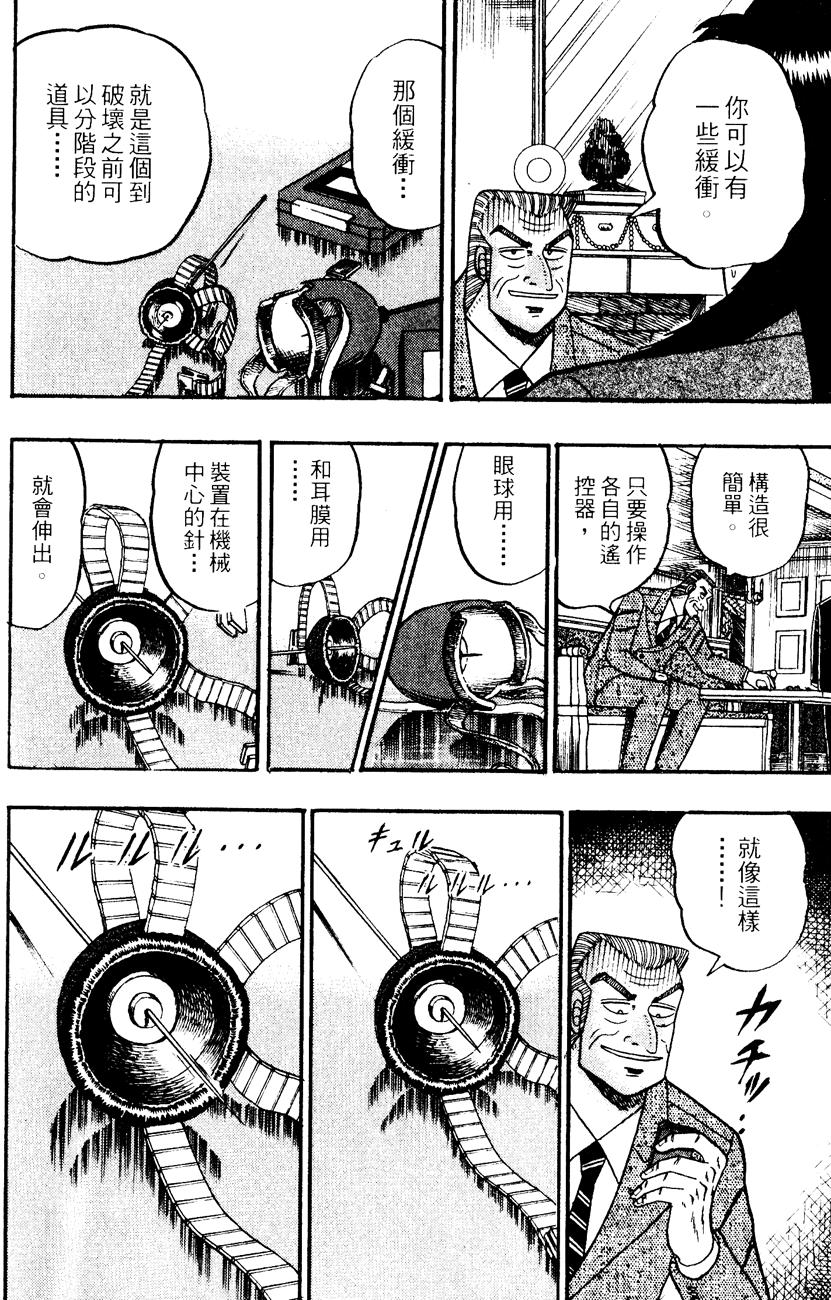 你可以有
一些緩衝。
那個緩衝…
就是這個到
破壞之前可
以分階段的
道具……
構造很
簡單。
只要操作
各自的遙
控器，
眼球用……
和耳膜用
……
裝置在機械
中心的針…
就會伸出。
就像這樣
……！
カチッ…
キュル
ルルル…
ルルル…